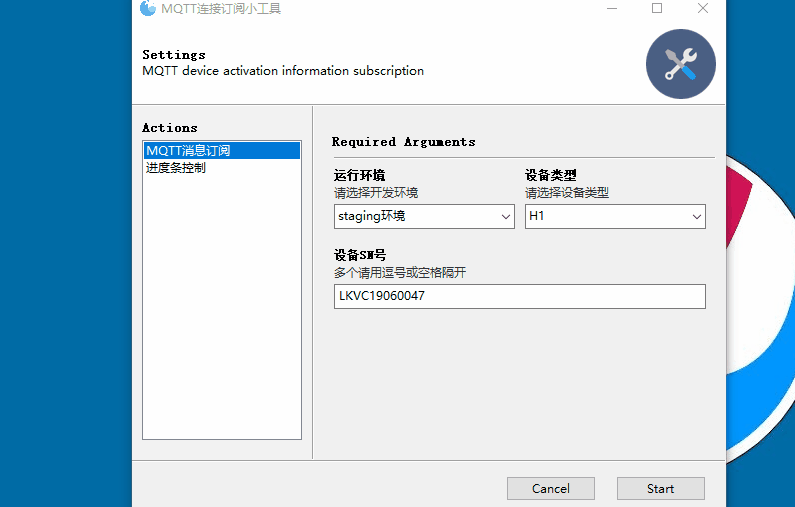 MQTT连接订阅小工具
Settings
MQTT device activation information subscription
Actions
MQTT消息订阅
进度条控制
Required Arguments
运行环境
请选择开发环境
staging环境
设备类型
请选择设备类型
H1
设备SN号
多个请用逗号或空格隔开
LKVC19060047
Cancel
Start